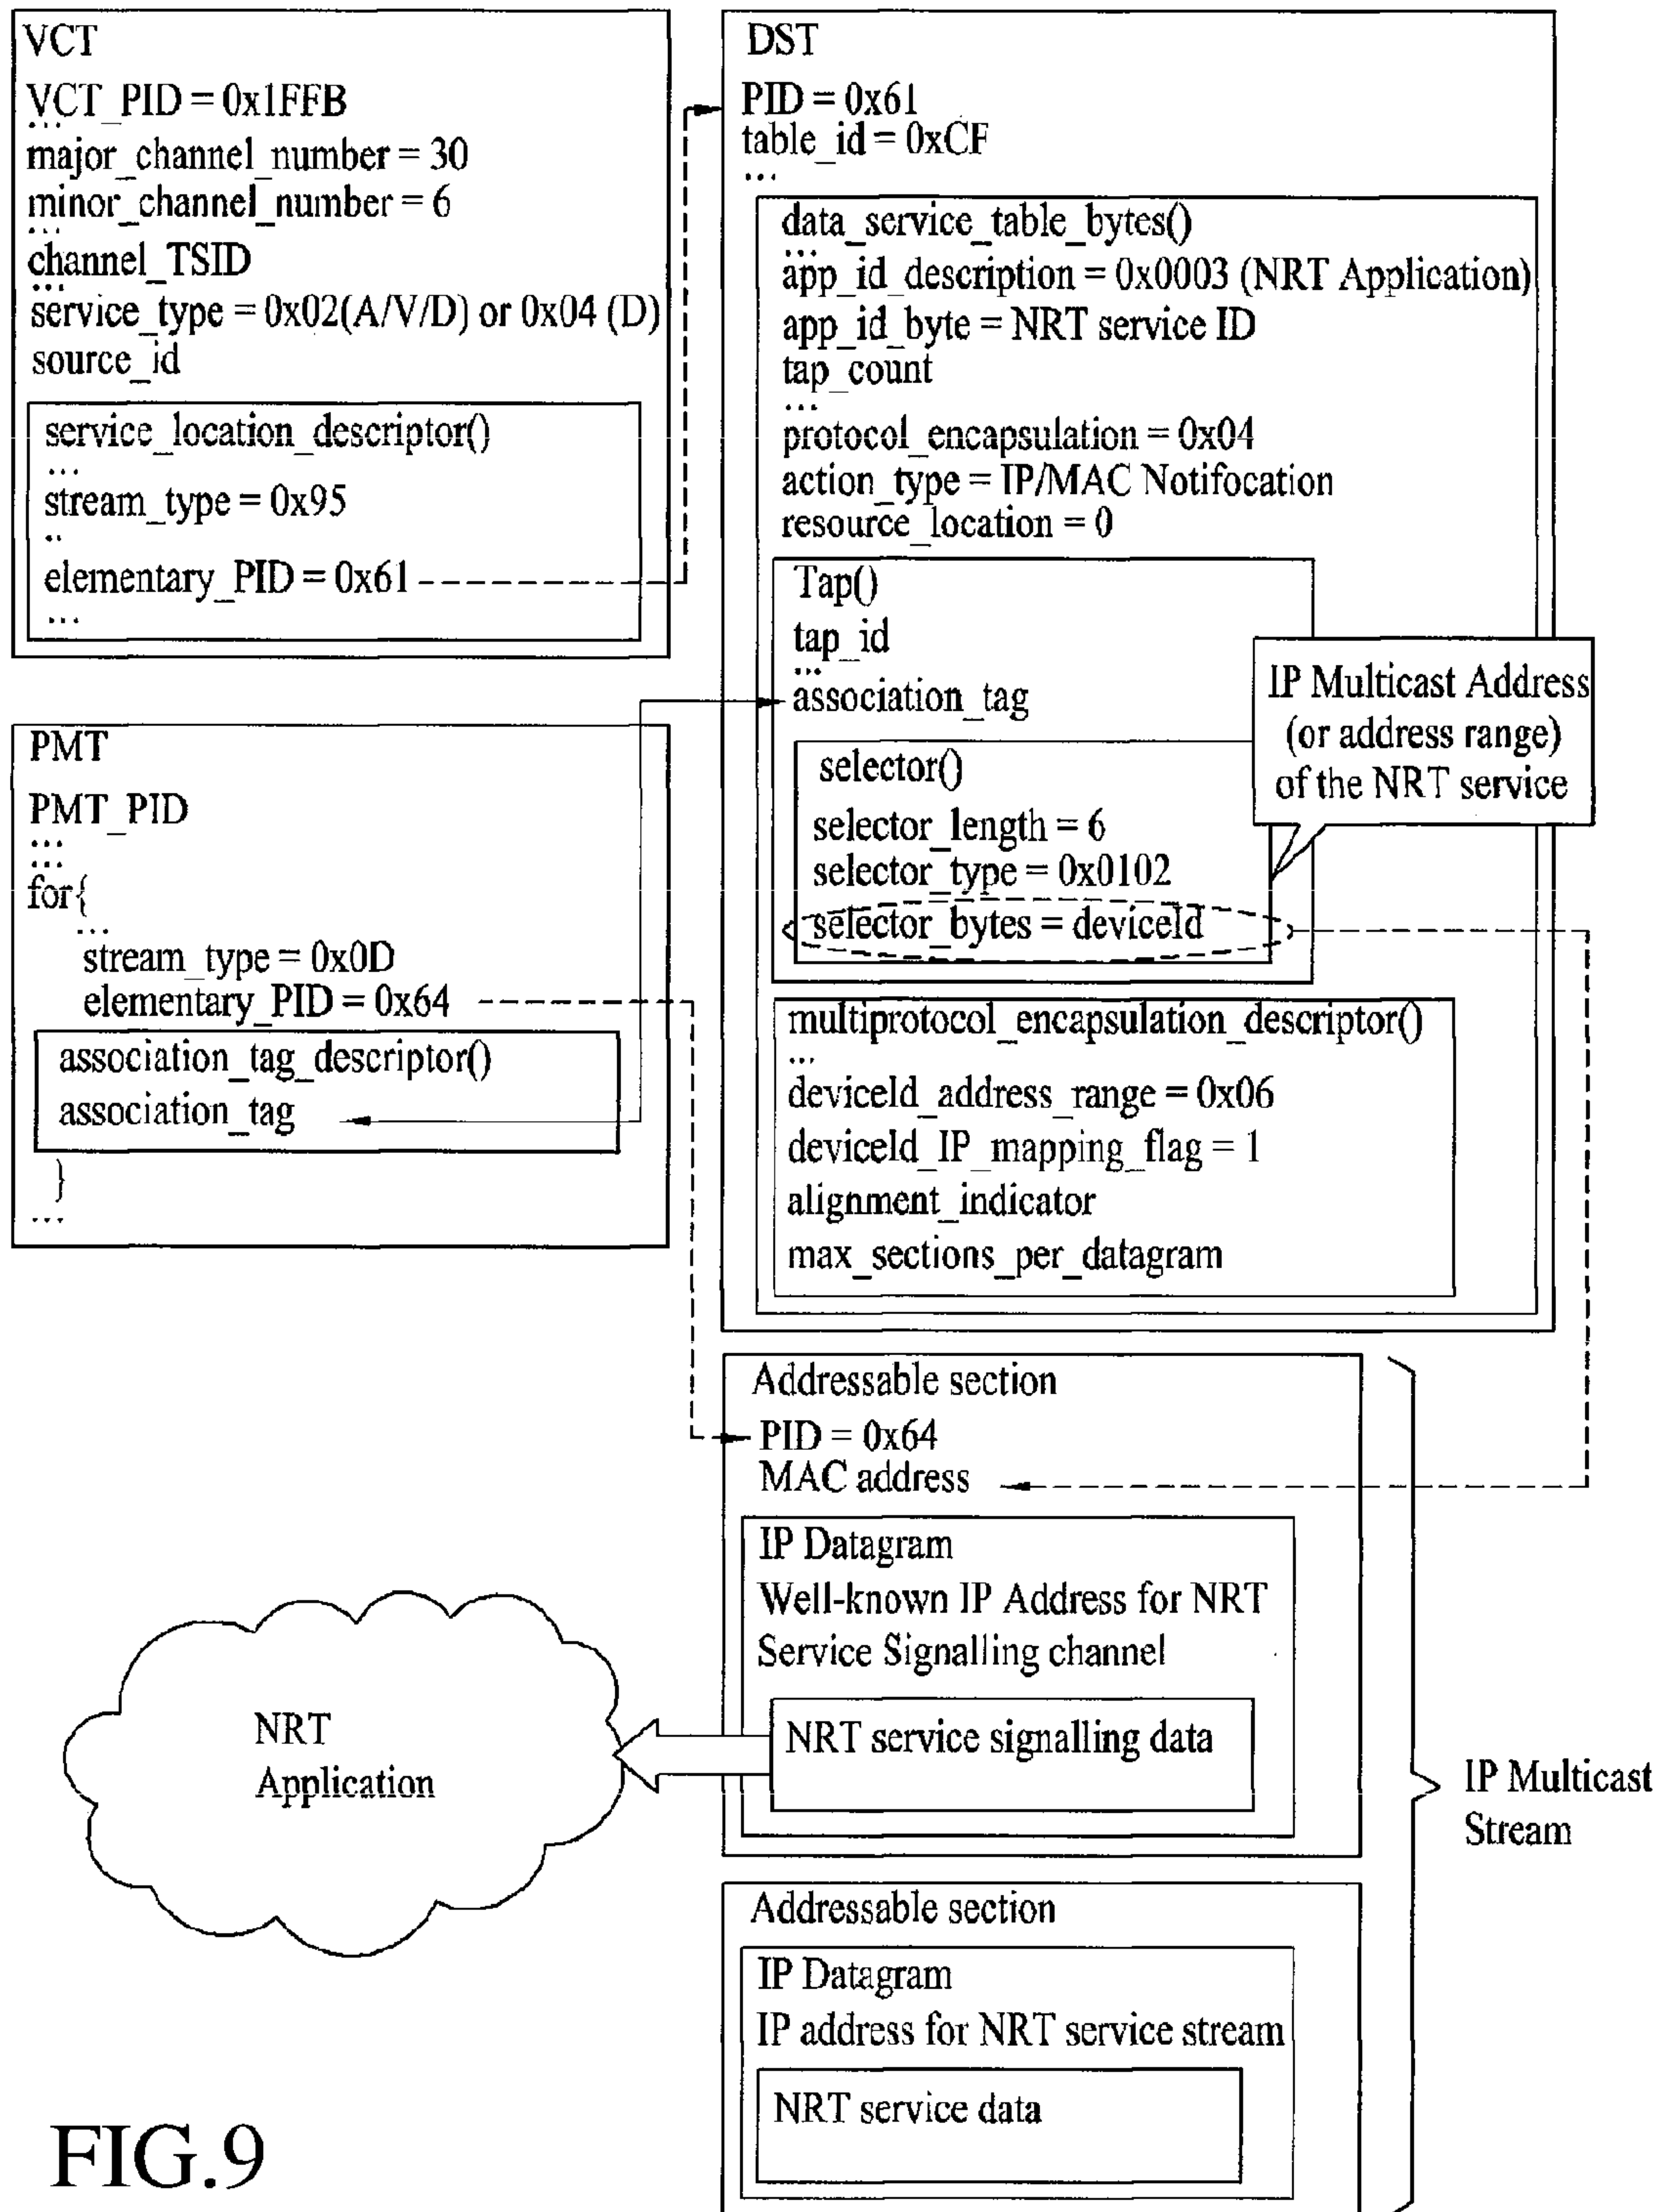 VCT
VCT_PID = 0x1FFB
...
major_channel_number = 30
minor_channel_number = 6
...
channel_TSID
...
service_type = 0x02(A/V/D) or 0x04 (D)
source_id
service_location_descriptor()
...
stream_type = 0x95
..
elementary_PID = 0x61
...
DST
PID = 0x61
table_id = 0xCF
...
data_service_table_bytes()
...
app_id_description = 0x0003 (NRT Application)
app_id_byte = NRT service ID
tap_count
...
protocol_encapsulation = 0x04
action_type = IP/MAC Notifocation
resource_location = 0
Tap()
tap_id
...
association_tag
selector()
selector_length = 6
selector_type = 0x0102
selector_bytes = deviceId
IP Multicast Address
(or address range)
of the NRT service
multiprotocol_encapsulation_descriptor()
...
deviceId_address_range = 0x06
deviceId_IP_mapping_flag = 1
alignment_indicator
max_sections_per_datagram
PMT
PMT_PID
...
...
for{
...
stream_type = 0x0D
elementary_PID = 0x64
association_tag_descriptor()
association_tag
}
...
Addressable section
PID = 0x64
MAC address
IP Datagram
Well-known IP Address for NRT
Service Signalling channel
NRT service signalling data
NRT
Application
IP Multicast
Stream
Addressable section
IP Datagram
IP address for NRT service stream
NRT service data
FIG.9